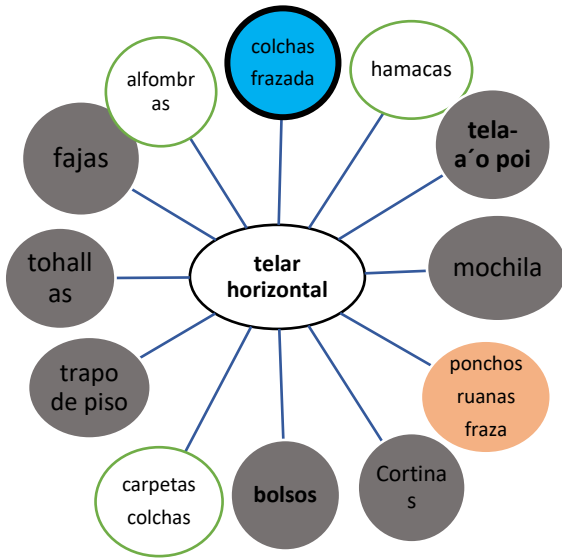 colchas
frazada
hamacas
alfombr
as
tela-
a´o poi
fajas
mochila
telar
horizontal
tohall
as
ponchos
ruanas
fraza
trapo
de piso
Cortina
s
bolsos
carpetas
colchas